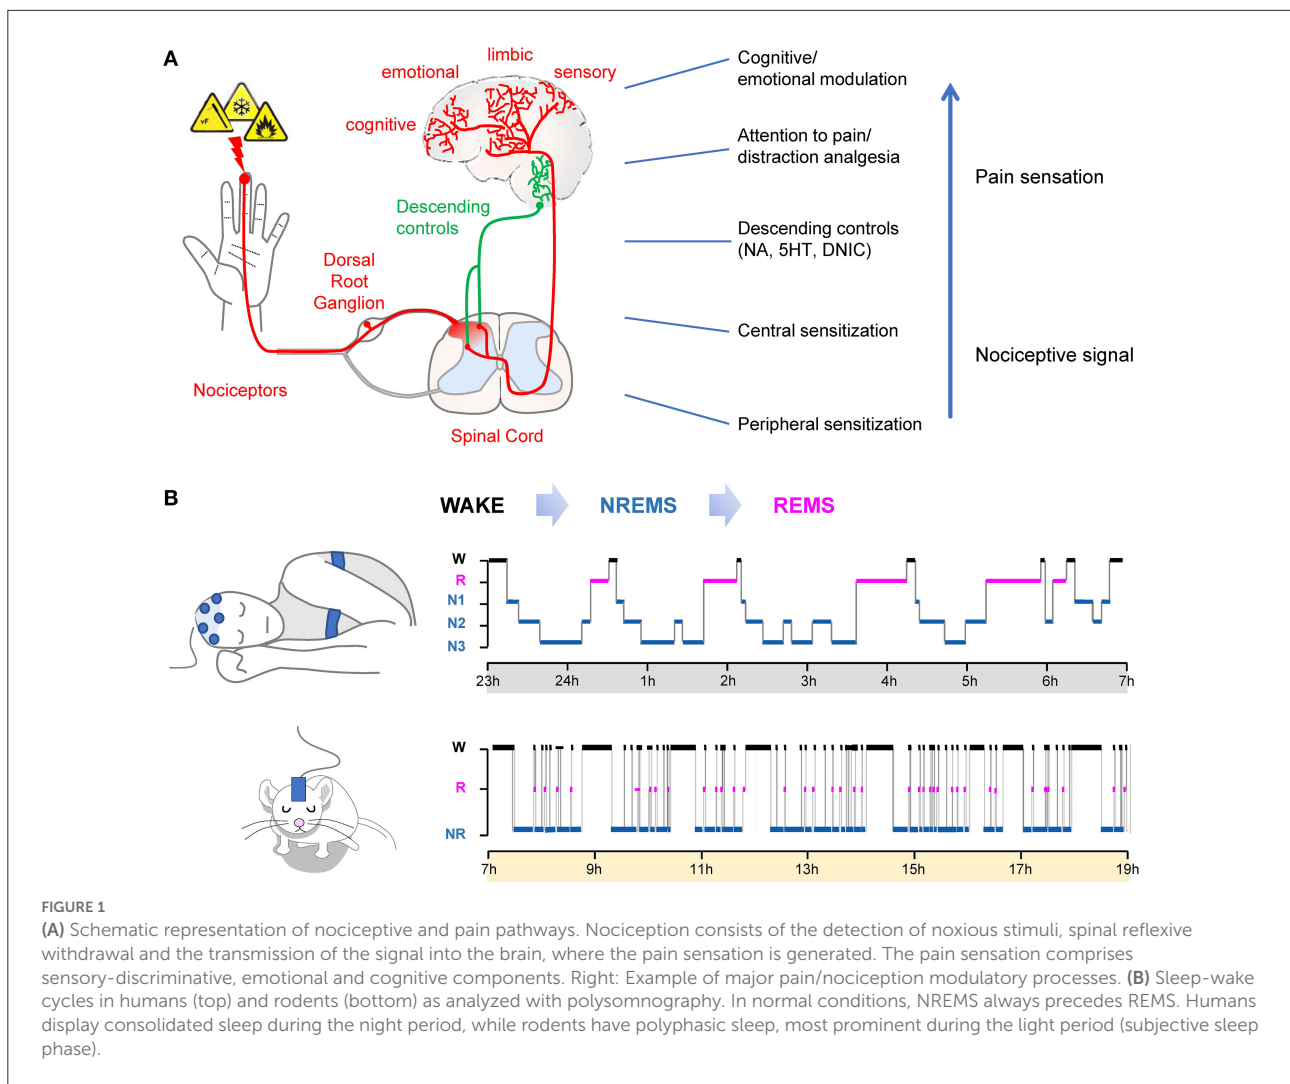 A
limbic
emotional
sensory
cognitive
vF
Descending
controls
Dorsal
Root
Ganglion
Nociceptors
Spinal Cord
Cognitive/
emotional modulation
Attention to pain/
distraction analgesia
Descending controls
(NA, 5HT, DNIC)
Central sensitization
Peripheral sensitization
Pain sensation
Nociceptive signal
B
WAKE NREMS REMS
W
R
N1
N2
N3
23h 24h 1h 2h 3h 4h 5h 6h 7h
W
R
NR
7h 9h 11h 13h 15h 17h 19h
FIGURE 1
(A) Schematic representation of nociceptive and pain pathways. Nociception consists of the detection of noxious stimuli, spinal reflexive
withdrawal and the transmission of the signal into the brain, where the pain sensation is generated. The pain sensation comprises
sensory-discriminative, emotional and cognitive components. Right: Example of major pain/nociception modulatory processes. (B) Sleep-wake
cycles in humans (top) and rodents (bottom) as analyzed with polysomnography. In normal conditions, NREMS always precedes REMS. Humans
display consolidated sleep during the night period, while rodents have polyphasic sleep, most prominent during the light period (subjective sleep
phase).